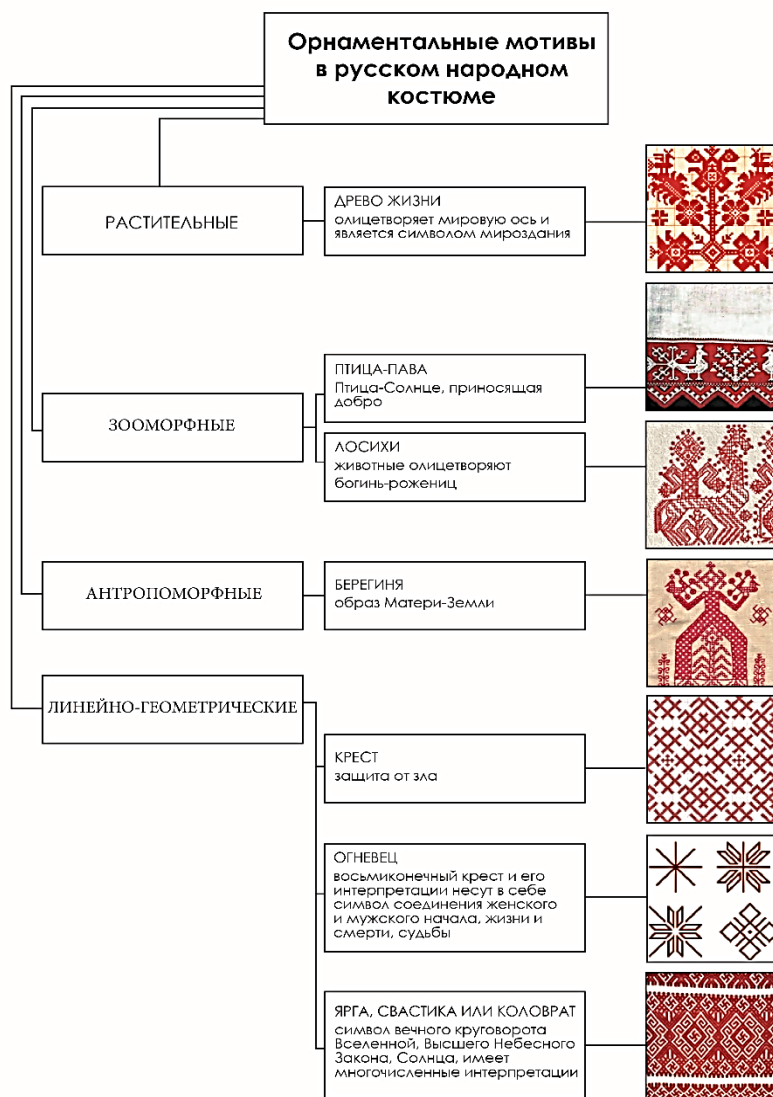 Орнаментальные мотивы
в русском народном
костюме
РАСТИТЕЛЬНЫЕ
ДРЕВО ЖИЗНИ
олицетворяет мировую ось и
является символом мироздания
ЗООМОРФНЫЕ
ПТИЦА-ПАВА
Птица-Солнце, приносящая
добро
ЛОСИХИ
животные олицетворяют
богинь-рожениц
АНТРОПОМОРФНЫЕ
БЕРЕГИНЯ
образ Матери-Земли
ЛИНЕЙНО-ГЕОМЕТРИЧЕСКИЕ
КРЕСТ
защита от зла
ОГНЕВЕЦ
восьмиконечный крест и его
интерпретации несут в себе
символ соединения женского
и мужского начала, жизни и
смерти, судьбы
ЯРГА, СВАСТИКА ИЛИ КОЛОВРАТ
символ вечного круговорота
Вселенной, Высшего Небесного
Закона, Солнца, имеет
многочисленные интерпретации